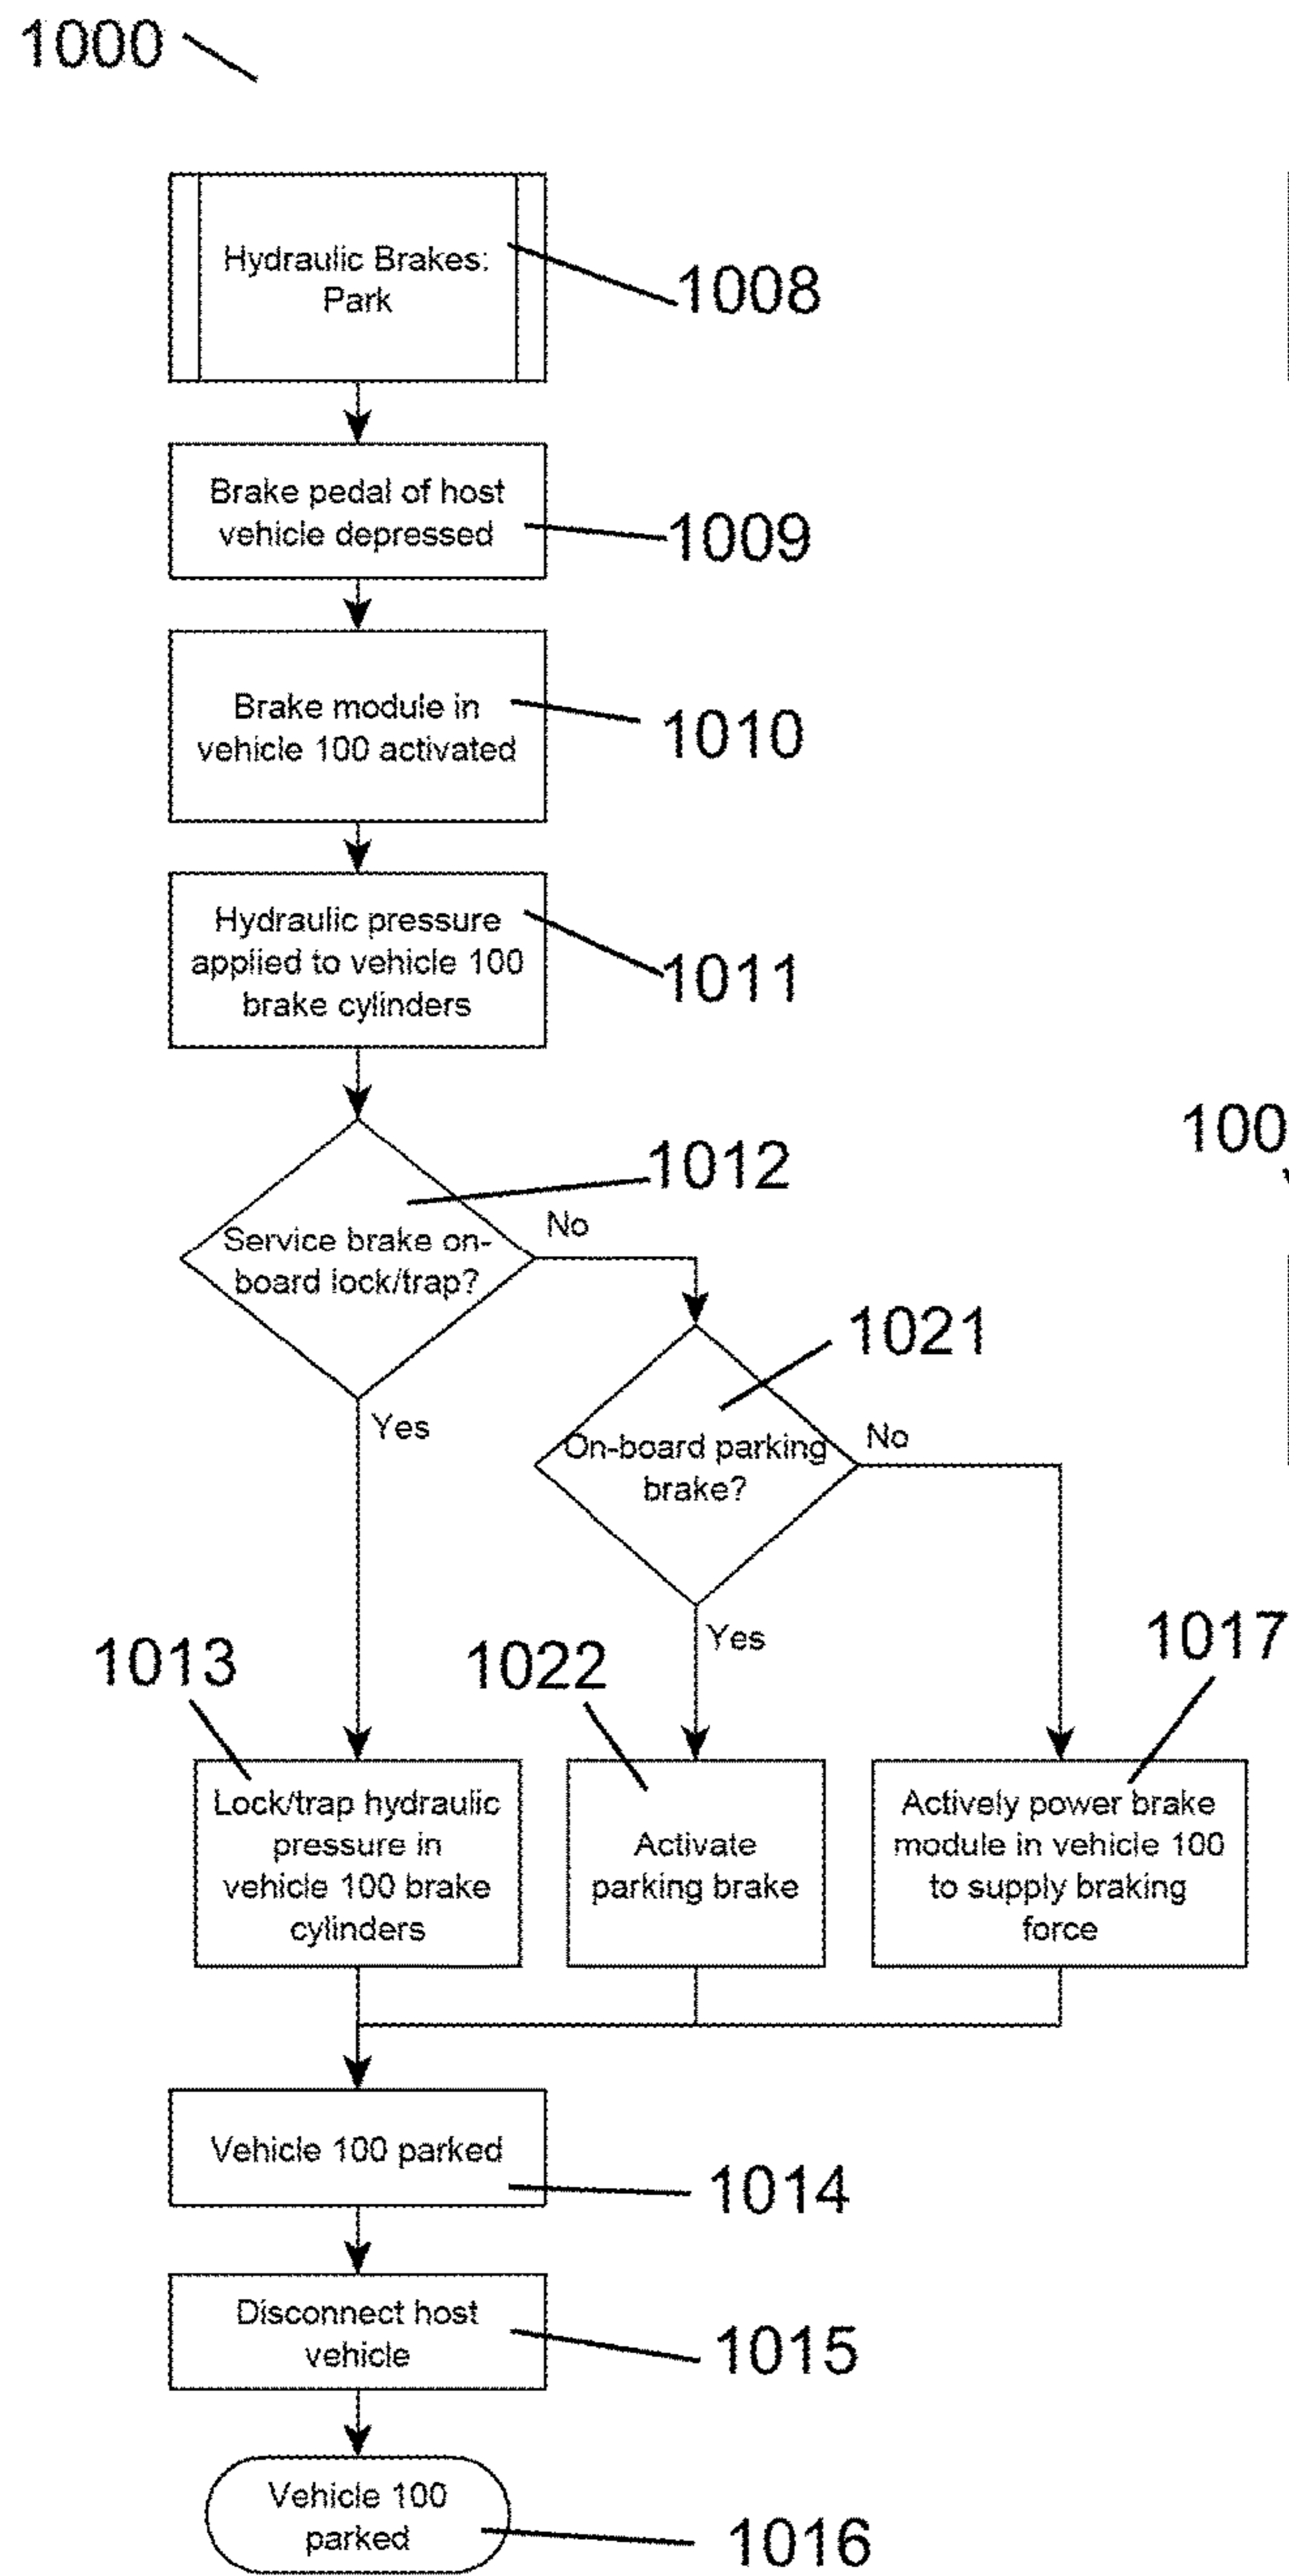 1000
Hydraulic Brakes:
Park
1008
Brake pedal of host
vehicle depressed
1009
Brake module in
vehicle 100 activated
1010
Hydraulic pressure
applied to vehicle 100
brake cylinders
1011
1012
Service brake on-
board lock/trap?
No
Yes
1021
On-board parking
brake?
No
Yes
100
1013
1022
1017
Lock/trap hydraulic
pressure in
vehicle 100 brake
cylinders
Activate
parking brake
Actively power brake
module in vehicle 100
to supply braking
force
Vehicle 100 parked
1014
Disconnect host
vehicle
1015
Vehicle 100
parked
1016